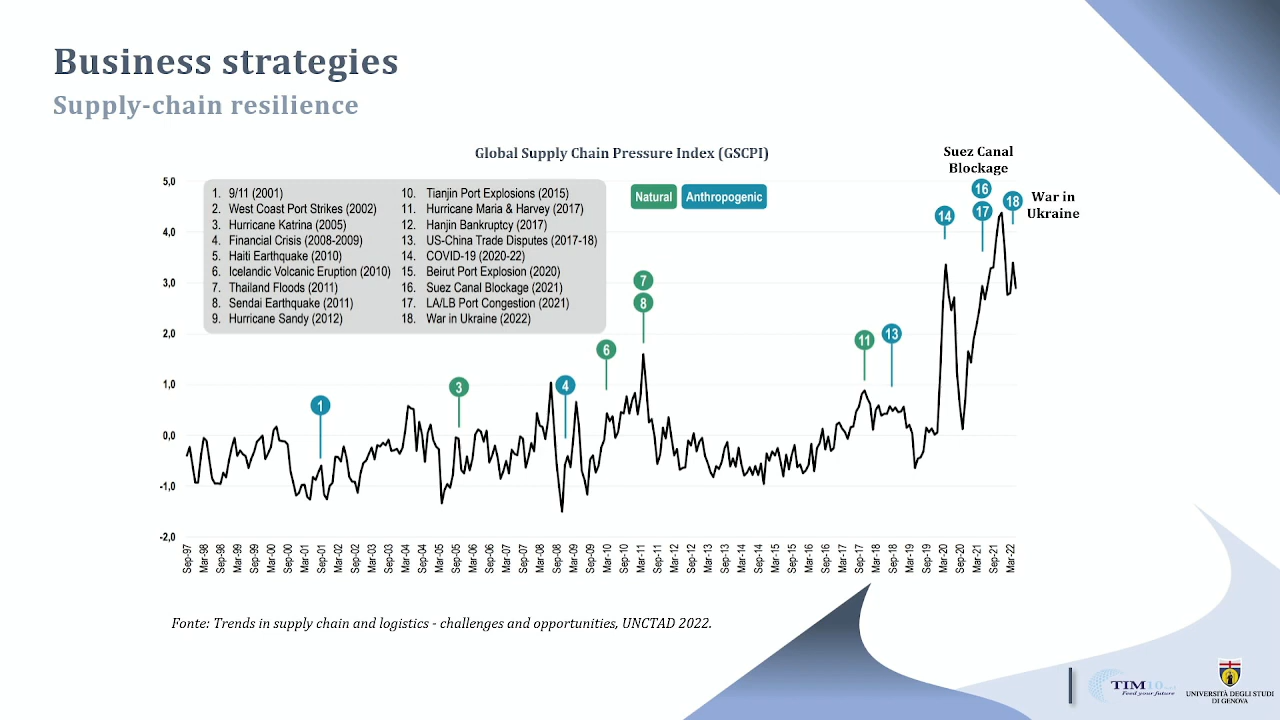 Business strategies
Supply-chain resilience
Global Supply Chain Pressure Index (GSCPI)
Suez Canal
Blockage
War in
Ukraine
Natural
Anthropogenic
1. 9/11 (2001)
2. West Coast Port Strikes (2002)
3. Hurricane Katrina (2005)
4. Financial Crisis (2008-2009)
5. Haiti Earthquake (2010)
6. Icelandic Volcanic Eruption (2010)
7. Thailand Floods (2011)
8. Sendai Earthquake (2011)
9. Hurricane Sandy (2012)
10. Tianjin Port Explosions (2015)
11. Hurricane Maria & Harvey (2017)
12. Hanjin Bankruptcy (2017)
13. US-China Trade Disputes (2017-18)
14. COVID-19 (2020-22)
15. Beirut Port Explosion (2020)
16. Suez Canal Blockage (2021)
17. LA/LB Port Congestion (2021)
18. War in Ukraine (2022)
5,0
4,0
3,0
2,0
1,0
0,0
-1,0
-2,0
1
3
4
6
7
8
11
13
14
16
17
18
Sep-97
Mar-98
Sep-98
Mar-99
Sep-99
Mar-00
Sep-00
Mar-01
Sep-01
Mar-02
Sep-02
Mar-03
Sep-03
Mar-04
Sep-04
Mar-05
Sep-05
Mar-06
Sep-06
Mar-07
Sep-07
Mar-08
Sep-08
Mar-09
Sep-09
Mar-10
Sep-10
Mar-11
Sep-11
Mar-12
Sep-12
Mar-13
Sep-13
Mar-14
Sep-14
Mar-15
Sep-15
Mar-16
Sep-16
Mar-17
Sep-17
Mar-18
Sep-18
Mar-19
Sep-19
Mar-20
Sep-20
Mar-21
Sep-21
Mar-22
Fonte: Trends in supply chain and logistics - challenges and opportunities, UNCTAD 2022.
TIM10
Feed your future
UNIVERSITÀ DEGLI STUDI
DI GENOVA